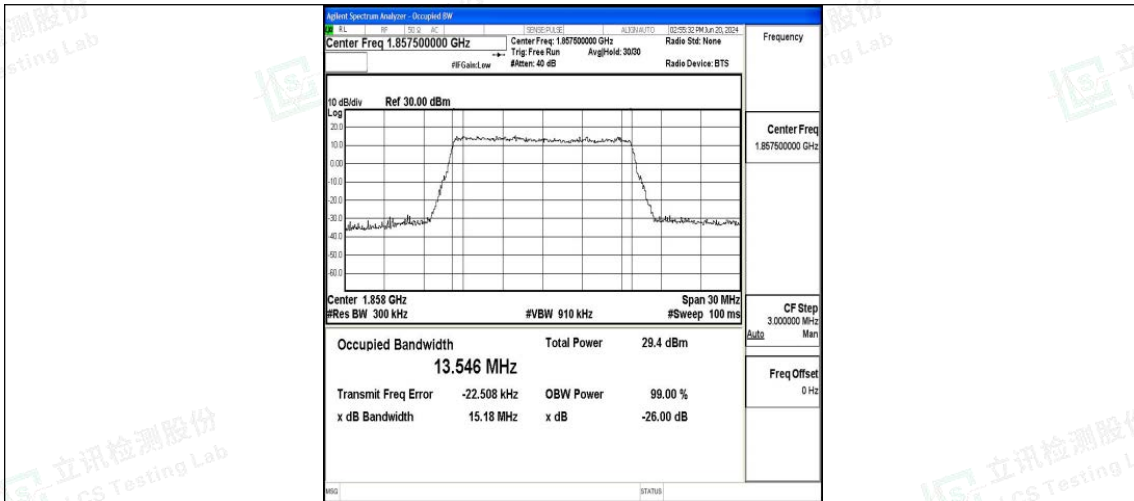 Agilent Spectrum Analyzer - Occupied BW
RL RF 50 Ω AC SENSE:PULSE ALIGN AUTO 02:55:32 PM Jun 20, 2024
Center Freq 1.857500000 GHz
Center Freq: 1.857500000 GHz
Radio Std: None
Trig: Free Run Avg|Hold: 30/30
#IFGain:Low #Atten: 40 dB Radio Device: BTS
10 dB/div Ref 30.00 dBm
Log
20.0
10.0
0.00
-10.0
-20.0
-30.0
-40.0
-50.0
-60.0
Center 1.858 GHz Span 30 MHz
#Res BW 300 kHz #VBW 910 kHz #Sweep 100 ms
Occupied Bandwidth Total Power 29.4 dBm
13.546 MHz
Transmit Freq Error -22.508 kHz OBW Power 99.00 %
x dB Bandwidth 15.18 MHz x dB -26.00 dB
MSG STATUS
Frequency
Center Freq
1.857500000 GHz
CF Step
3.000000 MHz
Auto Man
Freq Offset
0 Hz
立讯检测股份
LCS Testing Lab